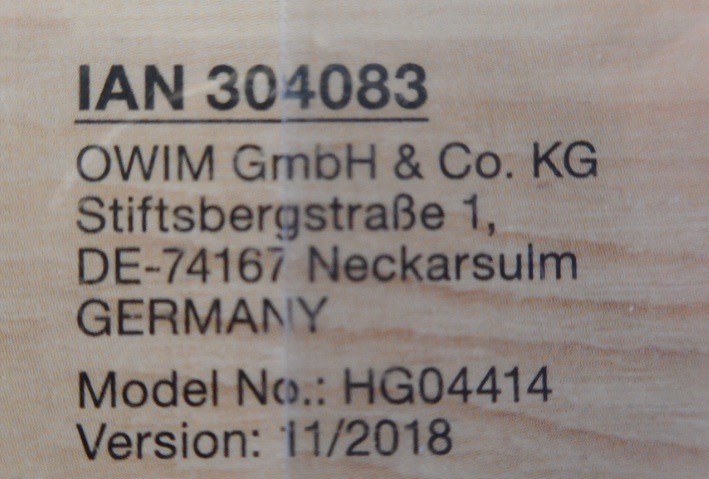 IAN 304083
OWIM GmbH & Co. KG
Stiftsbergstraße 1,
DE-74167 Neckarsulm
GERMANY
Model No.: HG04414
Version: 11/2018